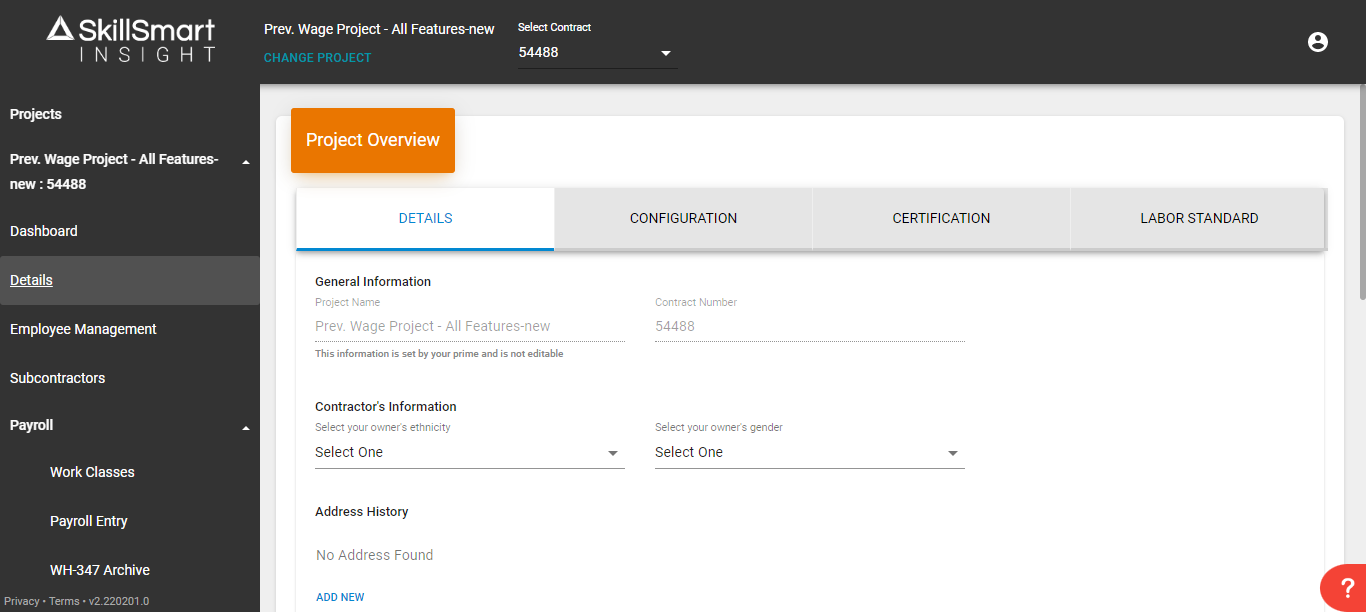 SkillSmart
INSIGHT
Prev. Wage Project - All Features-new
CHANGE PROJECT
Select Contract
54488
Projects
Prev. Wage Project - All Features-
new : 54488
Dashboard
Details
Employee Management
Subcontractors
Payroll
Work Classes
Payroll Entry
WH-347 Archive
Privacy • Terms • v2.220201.0
Project Overview
DETAILS
CONFIGURATION
CERTIFICATION
LABOR STANDARD
General Information
Project Name
Prev. Wage Project - All Features-new
This information is set by your prime and is not editable
Contract Number
54488
Contractor's Information
Select your owner's ethnicity
Select One
Select your owner's gender
Select One
Address History
No Address Found
ADD NEW
?